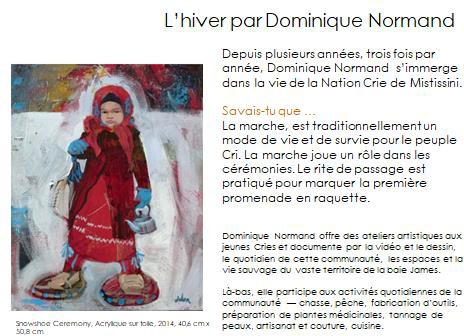 L'hiver par Dominique Normand
Depuis plusieurs années, trois fois par
année, Dominique Normand s'immerge
dans la vie de la Nation Crie de Mistissini.
Savais-tu que ...
La marche, est traditionnellement un
mode de vie et de survie pour le peuple
Cri. La marche joue un rôle dans les
cérémonies. Le rite de passage est
pratiqué pour marquer la première
promenade en raquette.
Dominique Normand offre des ateliers artistiques aux
jeunes Cries et documente par la vidéo et le dessin,
le quotidien de cette communauté, les espaces et la
vie sauvage du vaste territoire de la baie James.
Là-bas, elle participe aux activités quotidiennes de la
communauté — chasse, pêche, fabrication d'outils,
préparation de plantes médicinales, tannage de
peaux, artisanat et couture, cuisine.
Snowshoe Ceremony, Acrylique sur toile, 2014, 40,6 cm x
50,8 cm